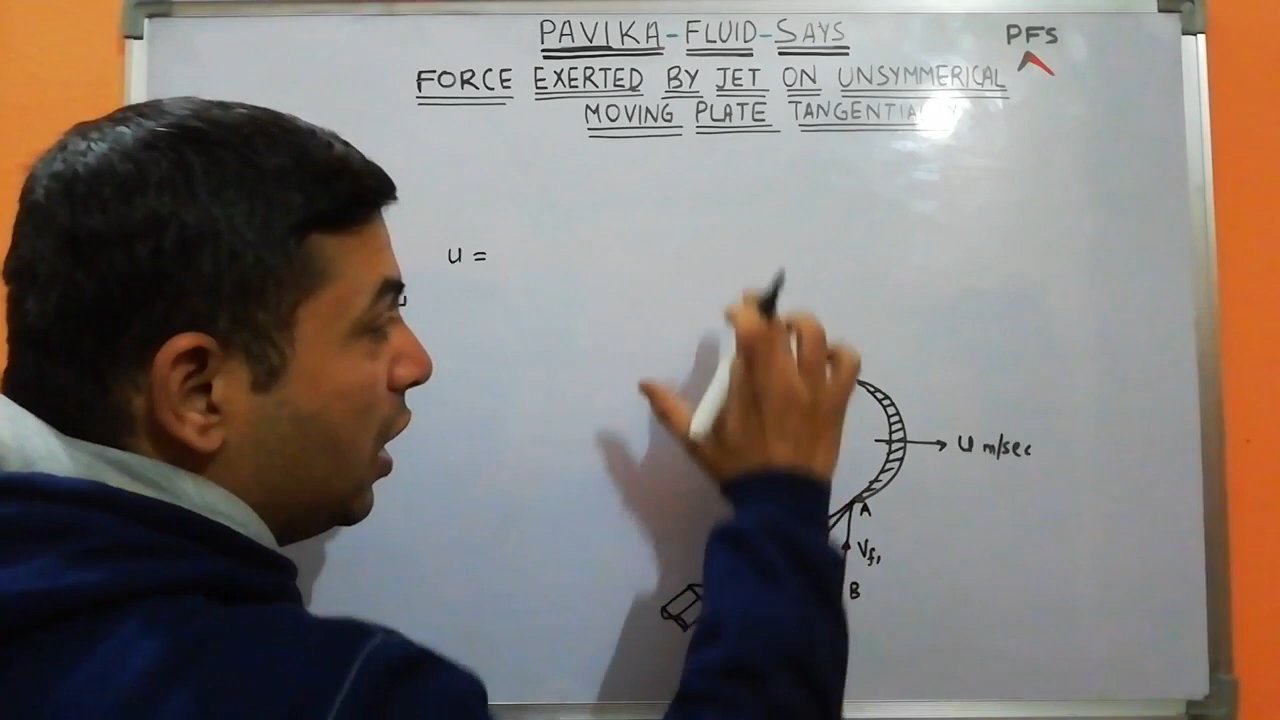 PAVIKA-FLUID-SAYS
PFS
FORCE EXERTED BY JET ON UNSYMMERICAL
MOVING PLATE
u =
U m/sec
A
Vf1
B